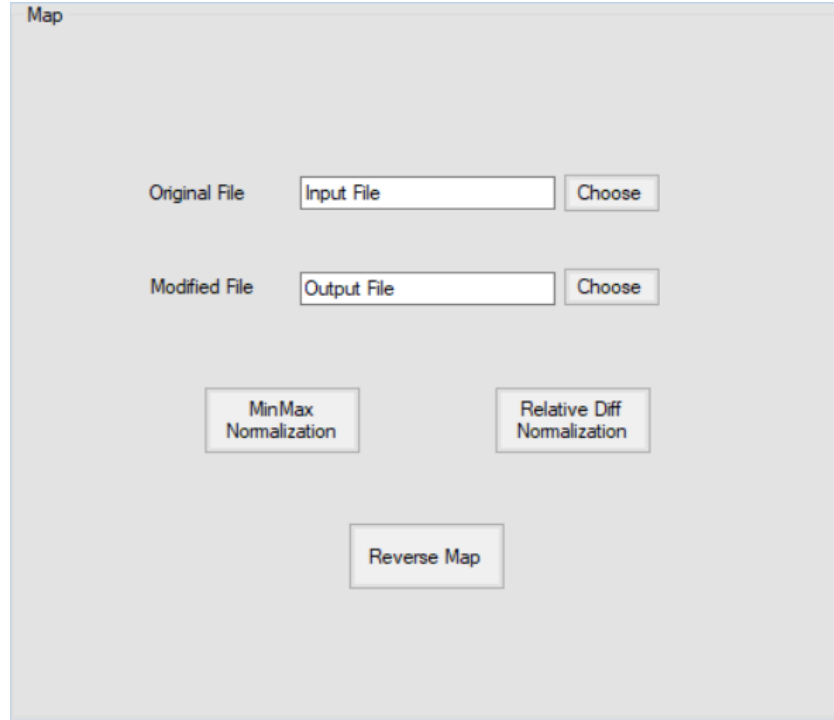 Map
Original File Input File Choose
Modified File Output File Choose
MinMax
Normalization
Relative Diff
Normalization
Reverse Map